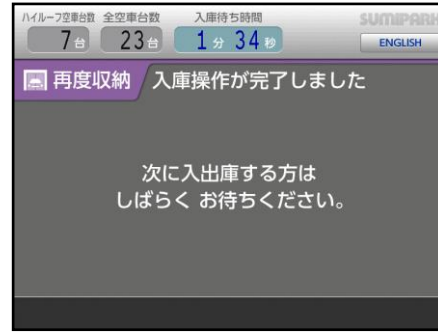 ハイルーフ空車台数 全空車台数 入庫待ち時間 SUMIPARK
7台 23台 1分 34秒 ENGLISH
再度収納 入庫操作が完了しました
次に入出庫する方は
しばらく お待ちください。